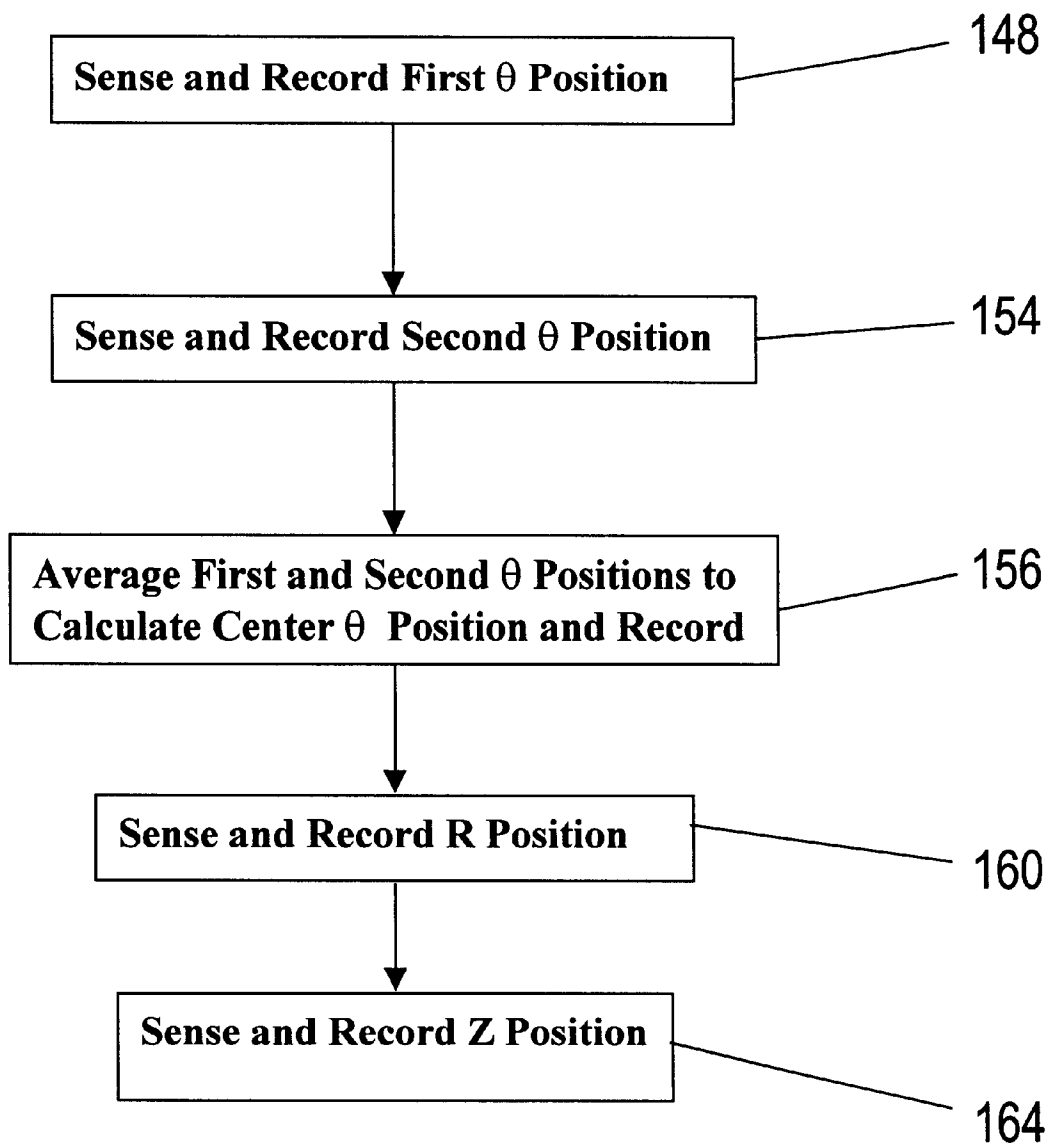 148
Sense and Record First θ Position
154
Sense and Record Second θ Position
156
Average First and Second θ Positions to
Calculate Center θ Position and Record
Sense and Record R Position
160
Sense and Record Z Position
164